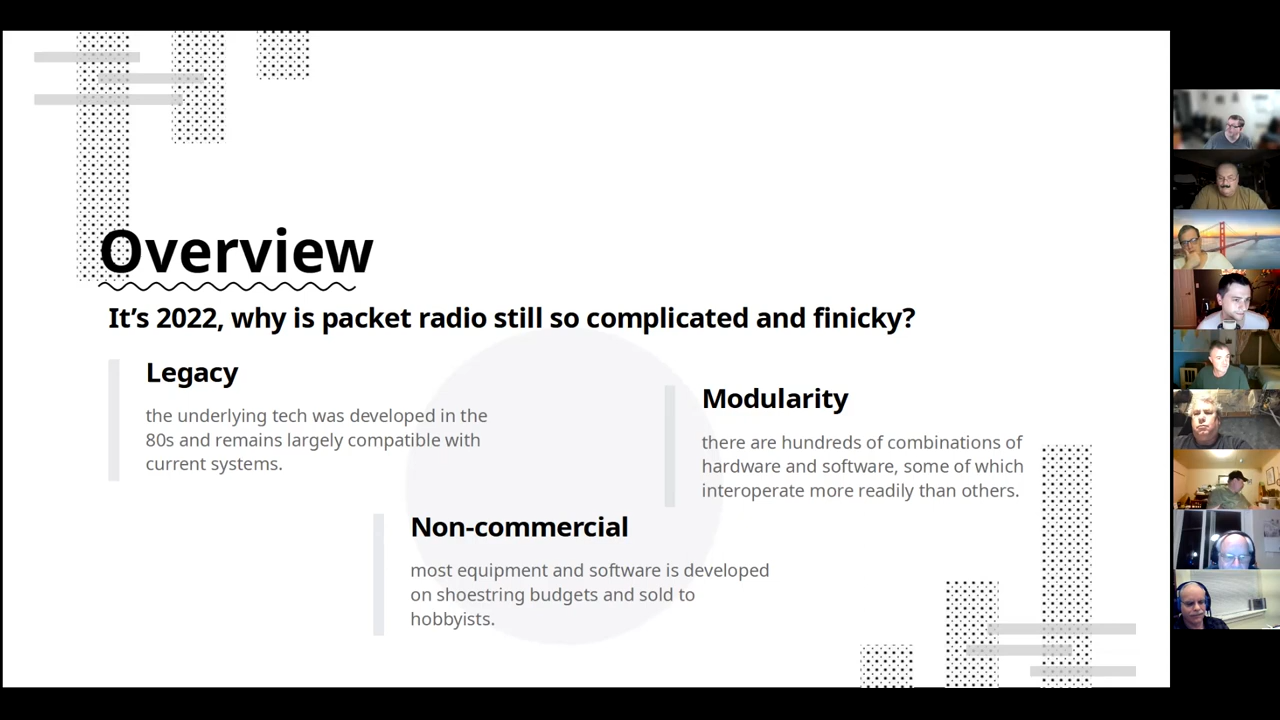 Overview
It’s 2022, why is packet radio still so complicated and finicky?
Legacy
the underlying tech was developed in the
80s and remains largely compatible with
current systems.
Modularity
there are hundreds of combinations of
hardware and software, some of which
interoperate more readily than others.
Non-commercial
most equipment and software is developed
on shoestring budgets and sold to
hobbyists.